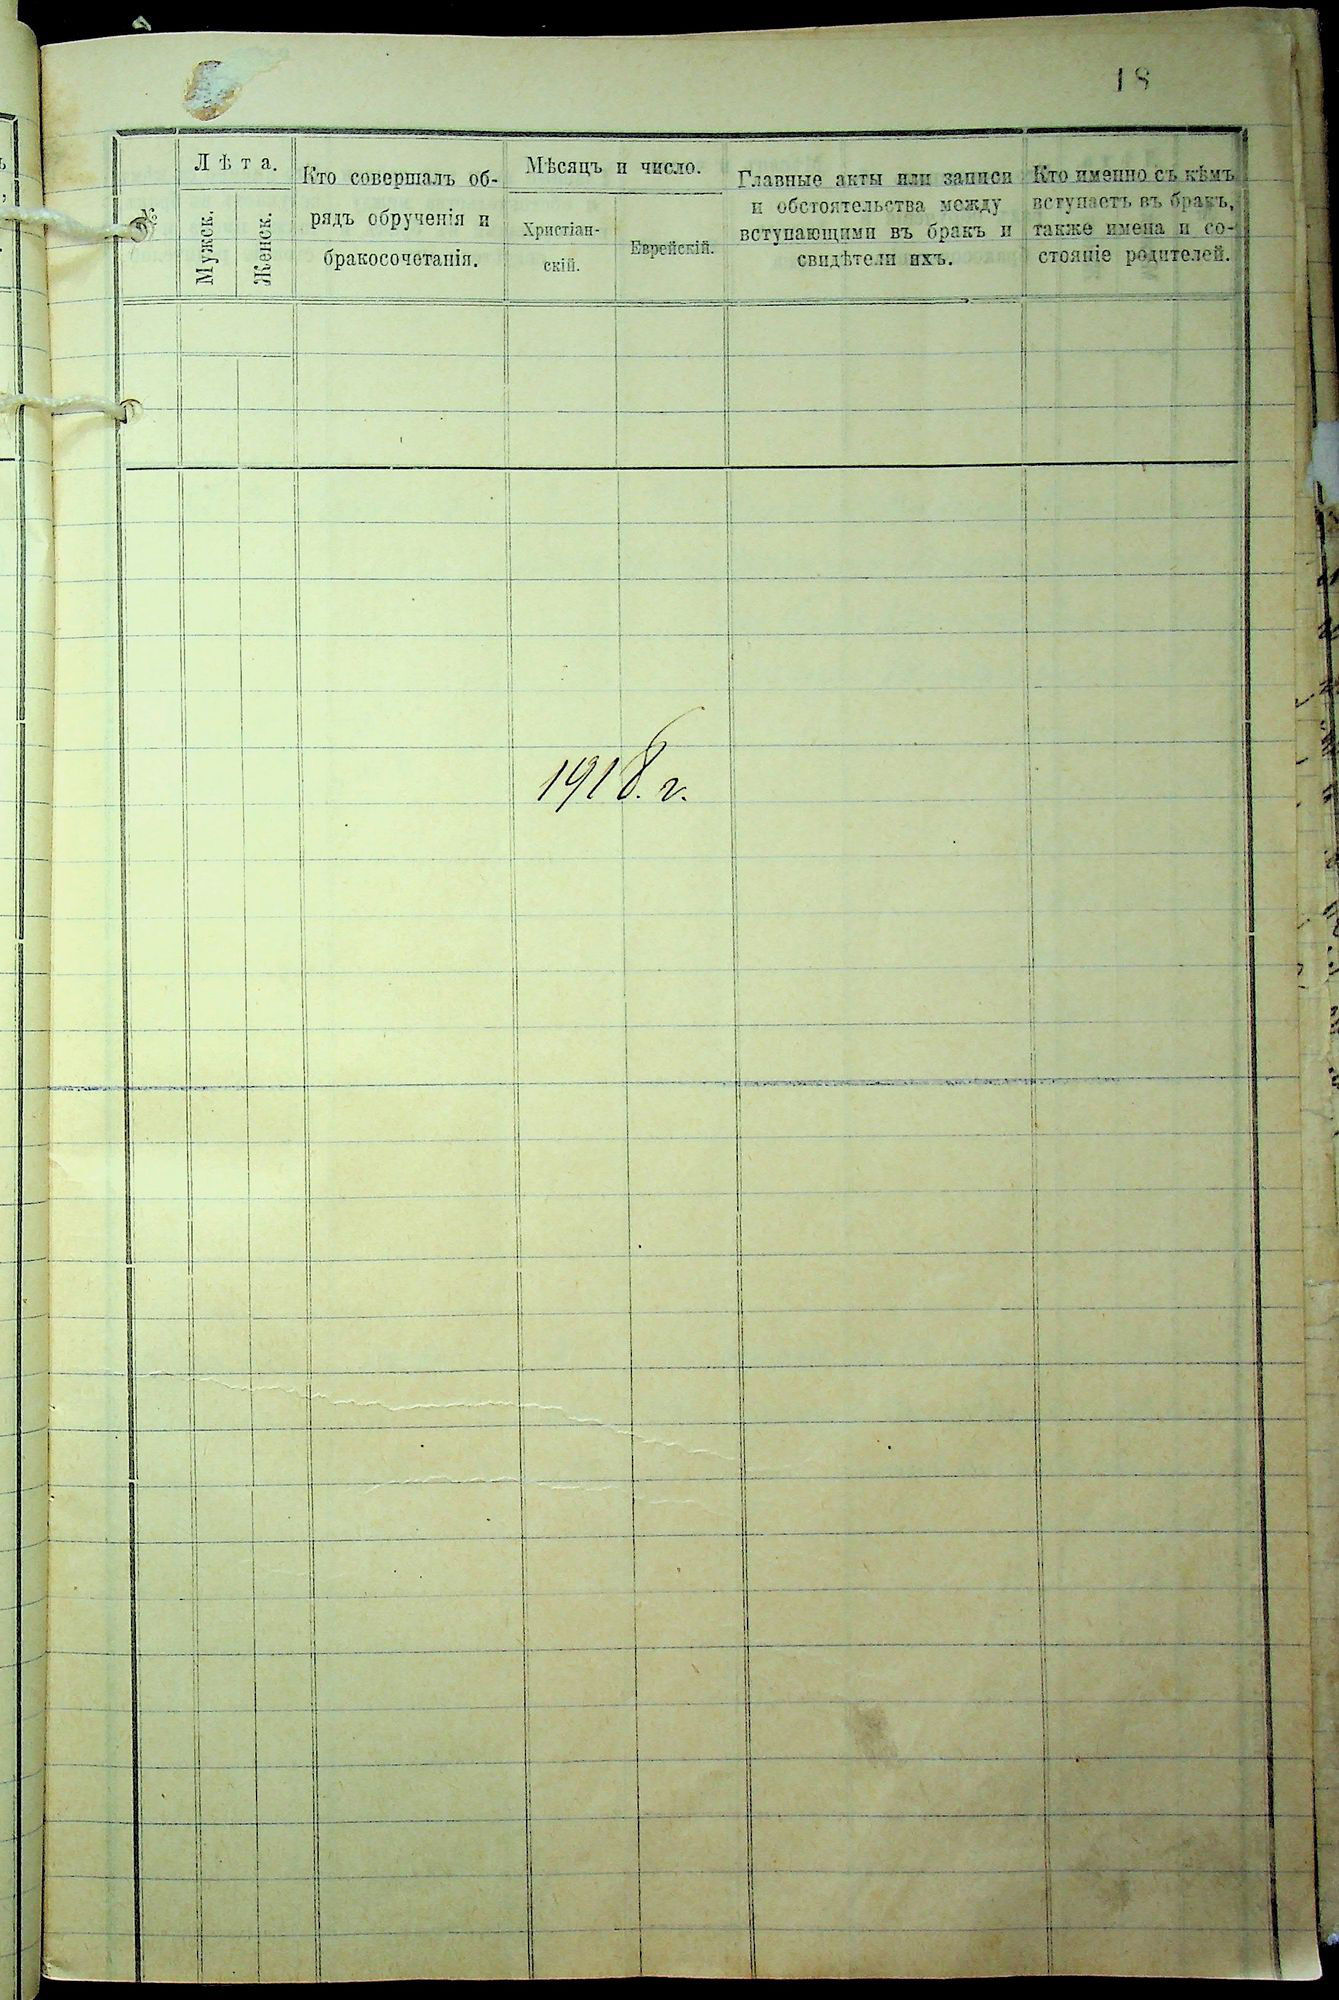 18
№
Лѣта.
Мужск.
Женск.
Кто совершалъ об-
рядъ обрученія и
бракосочетанія.
Мѣсяцъ и число.
Христіан-
скій.
Еврейскій.
Главные акты или записи
и обстоятельства между
вступающими въ бракъ и
свидѣтели ихъ.
Кто именно съ кѣмъ
вступаетъ въ бракъ,
также имена и со-
стояніе родителей.
1918. г.